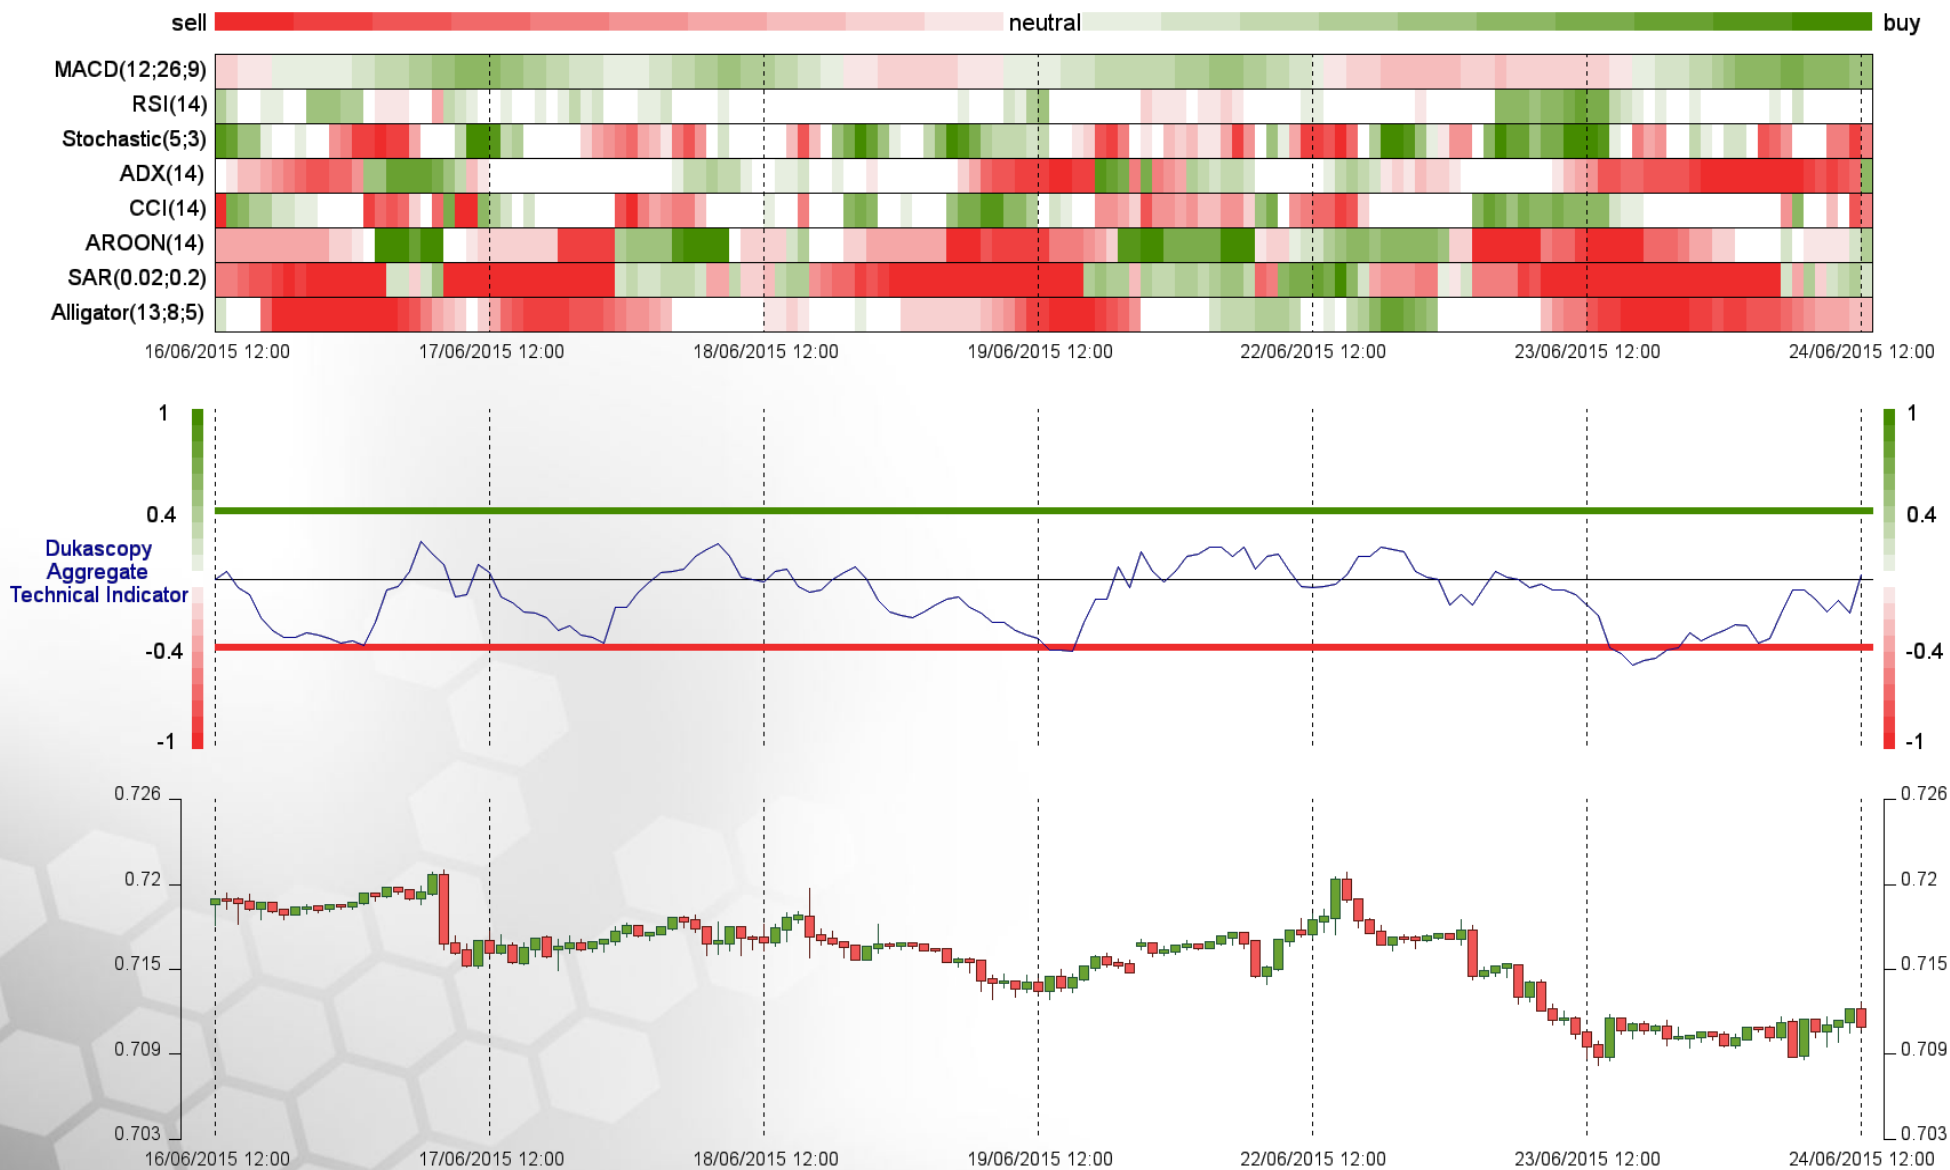 sell neutral buy
MACD(12;26;9)
RSI(14)
Stochastic(5;3)
ADX(14)
CCI(14)
AROON(14)
SAR(0.02;0.2)
Alligator(13;8;5)
16/06/2015 12:00 17/06/2015 12:00 18/06/2015 12:00 19/06/2015 12:00 22/06/2015 12:00 23/06/2015 12:00 24/06/2015 12:00
1 1
0.4 0.4
Dukascopy
Aggregate
Technical Indicator
-0.4 -0.4
-1 -1
0.726 0.726
0.72 0.72
0.715 0.715
0.709 0.709
0.703 0.703
16/06/2015 12:00 17/06/2015 12:00 18/06/2015 12:00 19/06/2015 12:00 22/06/2015 12:00 23/06/2015 12:00 24/06/2015 12:00